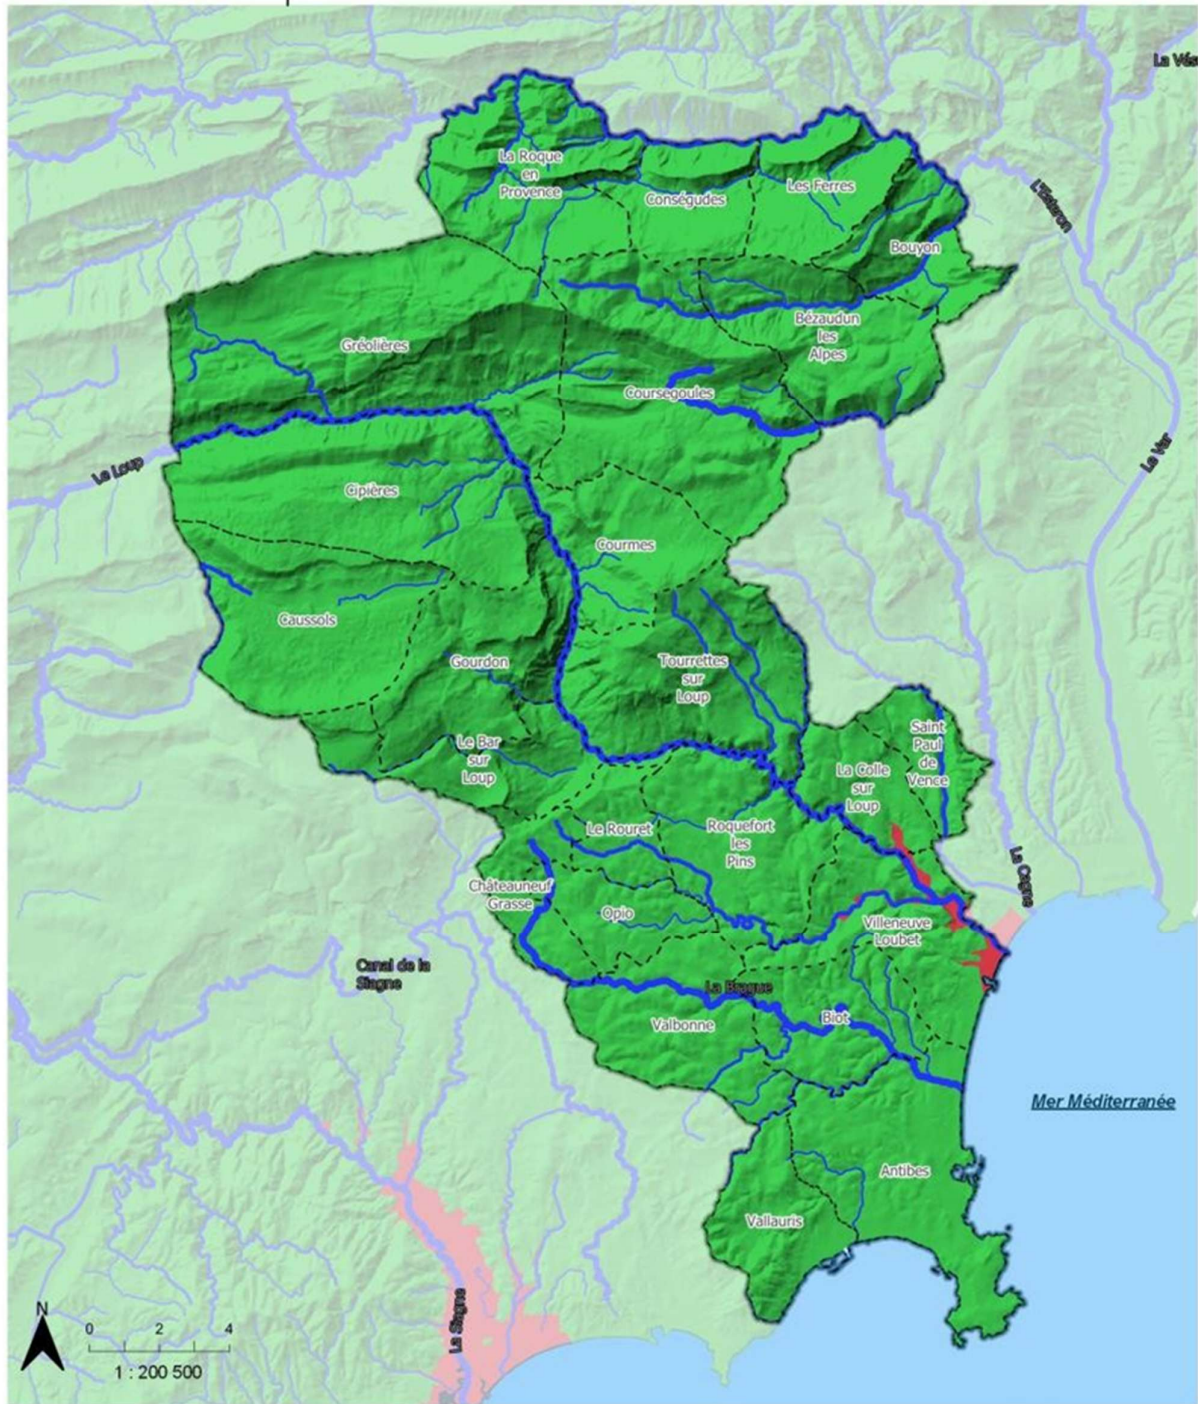 La Vés
La Roque
en
Provence
Conségudes
Les Ferres
L'Esteron
Bouyon
Bézaudun
les
Alpes
Gréolières
Coursegoules
Le Loup
Le Var
Cipières
Courmes
Caussols
Gourdon
Tourrettes
sur
Loup
Le Bar
sur
Loup
Saint
Paul
de
Vence
La Colle
sur
Loup
Le Rouret
Roquefort
les
Pins
La Cagne
Châteauneuf
Grasse
Opio
Villeneuve
Loubet
Canal de la
Siagne
La Brague
Valbonne
Biot
Mer Méditerranée
Antibes
Vallauris
La Siagne
N
0 2 4
1 : 200 500